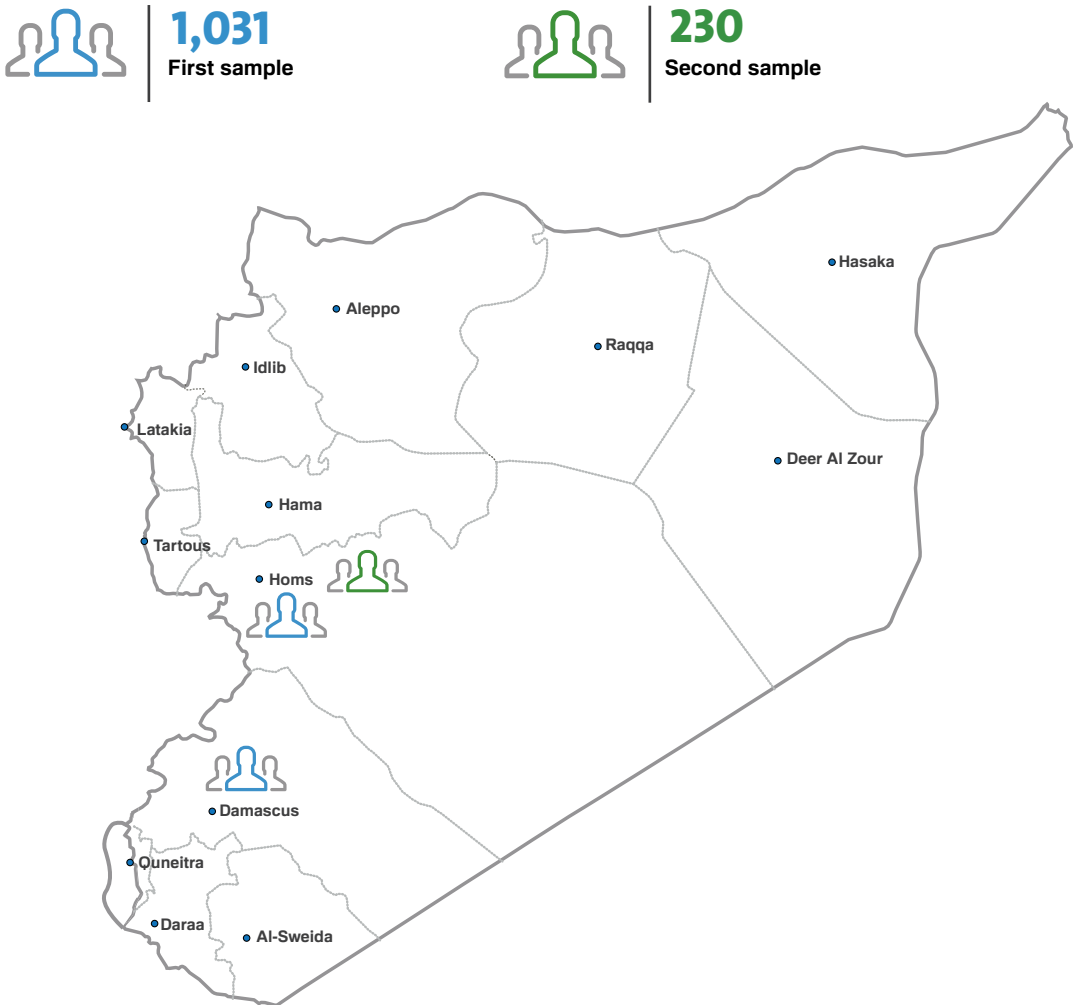 1,031
First sample
230
Second sample
Hasaka
Aleppo
Raqqa
Idlib
Latakia
Deer Al Zour
Hama
Tartous
Homs
Damascus
Quneitra
Daraa
Al-Sweida